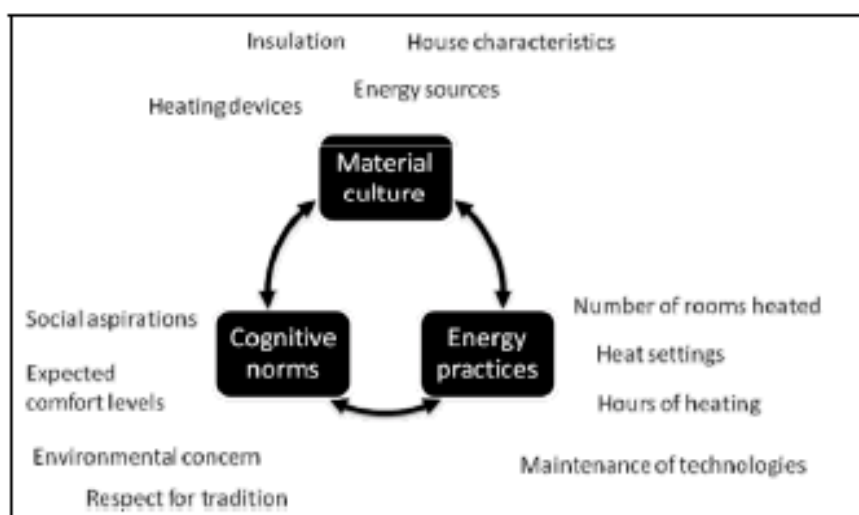 Insulation
House characteristics
Energy sources
Heating devices
Material
culture
Social aspirations
Expected
comfort levels
Environmental concern
Respect for tradition
Cognitive
norms
Energy
practices
Number of rooms heated
Heat settings
Hours of heating
Maintenance of technologies